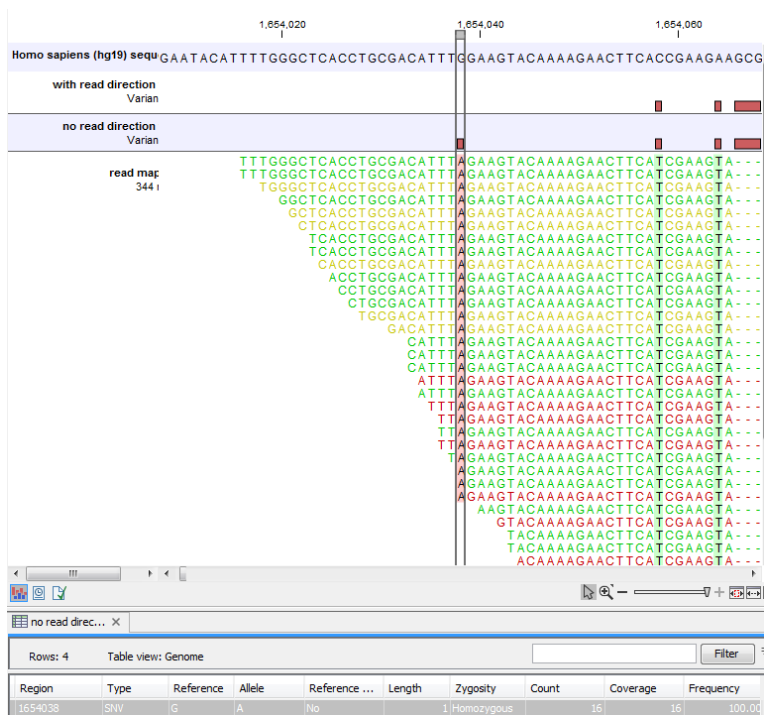 1,654,020 1,654,040 1,654,060
Homo sapiens (hg19) sequ GAATACATTTTGGGCTCACCTGCGACATTTGGAAGTACAAAAGAACTTCACCGAAGAAGCG
with read direction
Varian
no read direction
Varian
read map
344 r
TTTGGGCTCACCTGCGACATTTAGAAGTACAAAAGAACTTCATCGAAGTA---
TTTGGGCTCACCTGCGACATTTAGAAGTACAAAAGAACTTCATCGAAGTA---
TGGGCTCACCTGCGACATTTAGAAGTACAAAAGAACTTCATCGAAGTA---
GGCTCACCTGCGACATTTAGAAGTACAAAAGAACTTCATCGAAGTA---
GCTCACCTGCGACATTTAGAAGTACAAAAGAACTTCATCGAAGTA---
CTCACCTGCGACATTTAGAAGTACAAAAGAACTTCATCGAAGTA---
TCACCTGCGACATTTAGAAGTACAAAAGAACTTCATCGAAGTA---
TCACCTGCGACATTTAGAAGTACAAAAGAACTTCATCGAAGTA---
CACCTGCGACATTTAGAAGTACAAAAGAACTTCATCGAAGTA---
ACCTGCGACATTTAGAAGTACAAAAGAACTTCATCGAAGTA---
CCTGCGACATTTAGAAGTACAAAAGAACTTCATCGAAGTA---
CTGCGACATTTAGAAGTACAAAAGAACTTCATCGAAGTA---
TGCGACATTTAGAAGTACAAAAGAACTTCATCGAAGTA---
GACATTTAGAAGTACAAAAGAACTTCATCGAAGTA---
CATTTAGAAGTACAAAAGAACTTCATCGAAGTA---
CATTTAGAAGTACAAAAGAACTTCATCGAAGTA---
CATTTAGAAGTACAAAAGAACTTCATCGAAGTA---
ATTTAGAAGTACAAAAGAACTTCATCGAAGTA---
ATTTAGAAGTACAAAAGAACTTCATCGAAGTA---
TTTAGAAGTACAAAAGAACTTCATCGAAGTA---
TTAGAAGTACAAAAGAACTTCATCGAAGTA---
TTAGAAGTACAAAAGAACTTCATCGAAGTA---
TTAGAAGTACAAAAGAACTTCATCGAAGTA---
TAGAAGTACAAAAGAACTTCATCGAAGTA---
AGAAGTACAAAAGAACTTCATCGAAGTA---
AGAAGTACAAAAGAACTTCATCGAAGTA---
AGAAGTACAAAAGAACTTCATCGAAGTA---
AAGTACAAAAGAACTTCATCGAAGTA---
GTACAAAAGAACTTCATCGAAGTA---
TACAAAAGAACTTCATCGAAGTA---
TACAAAAGAACTTCATCGAAGTA---
ACAAAAGAACTTCATCGAAGTA---
no read direc...
Rows: 4 Table view: Genome Filter
Region Type Reference Allele Reference ... Length Zygosity Count Coverage Frequency
1654038 SNV G A No 1 Homozygous 16 16 100.00